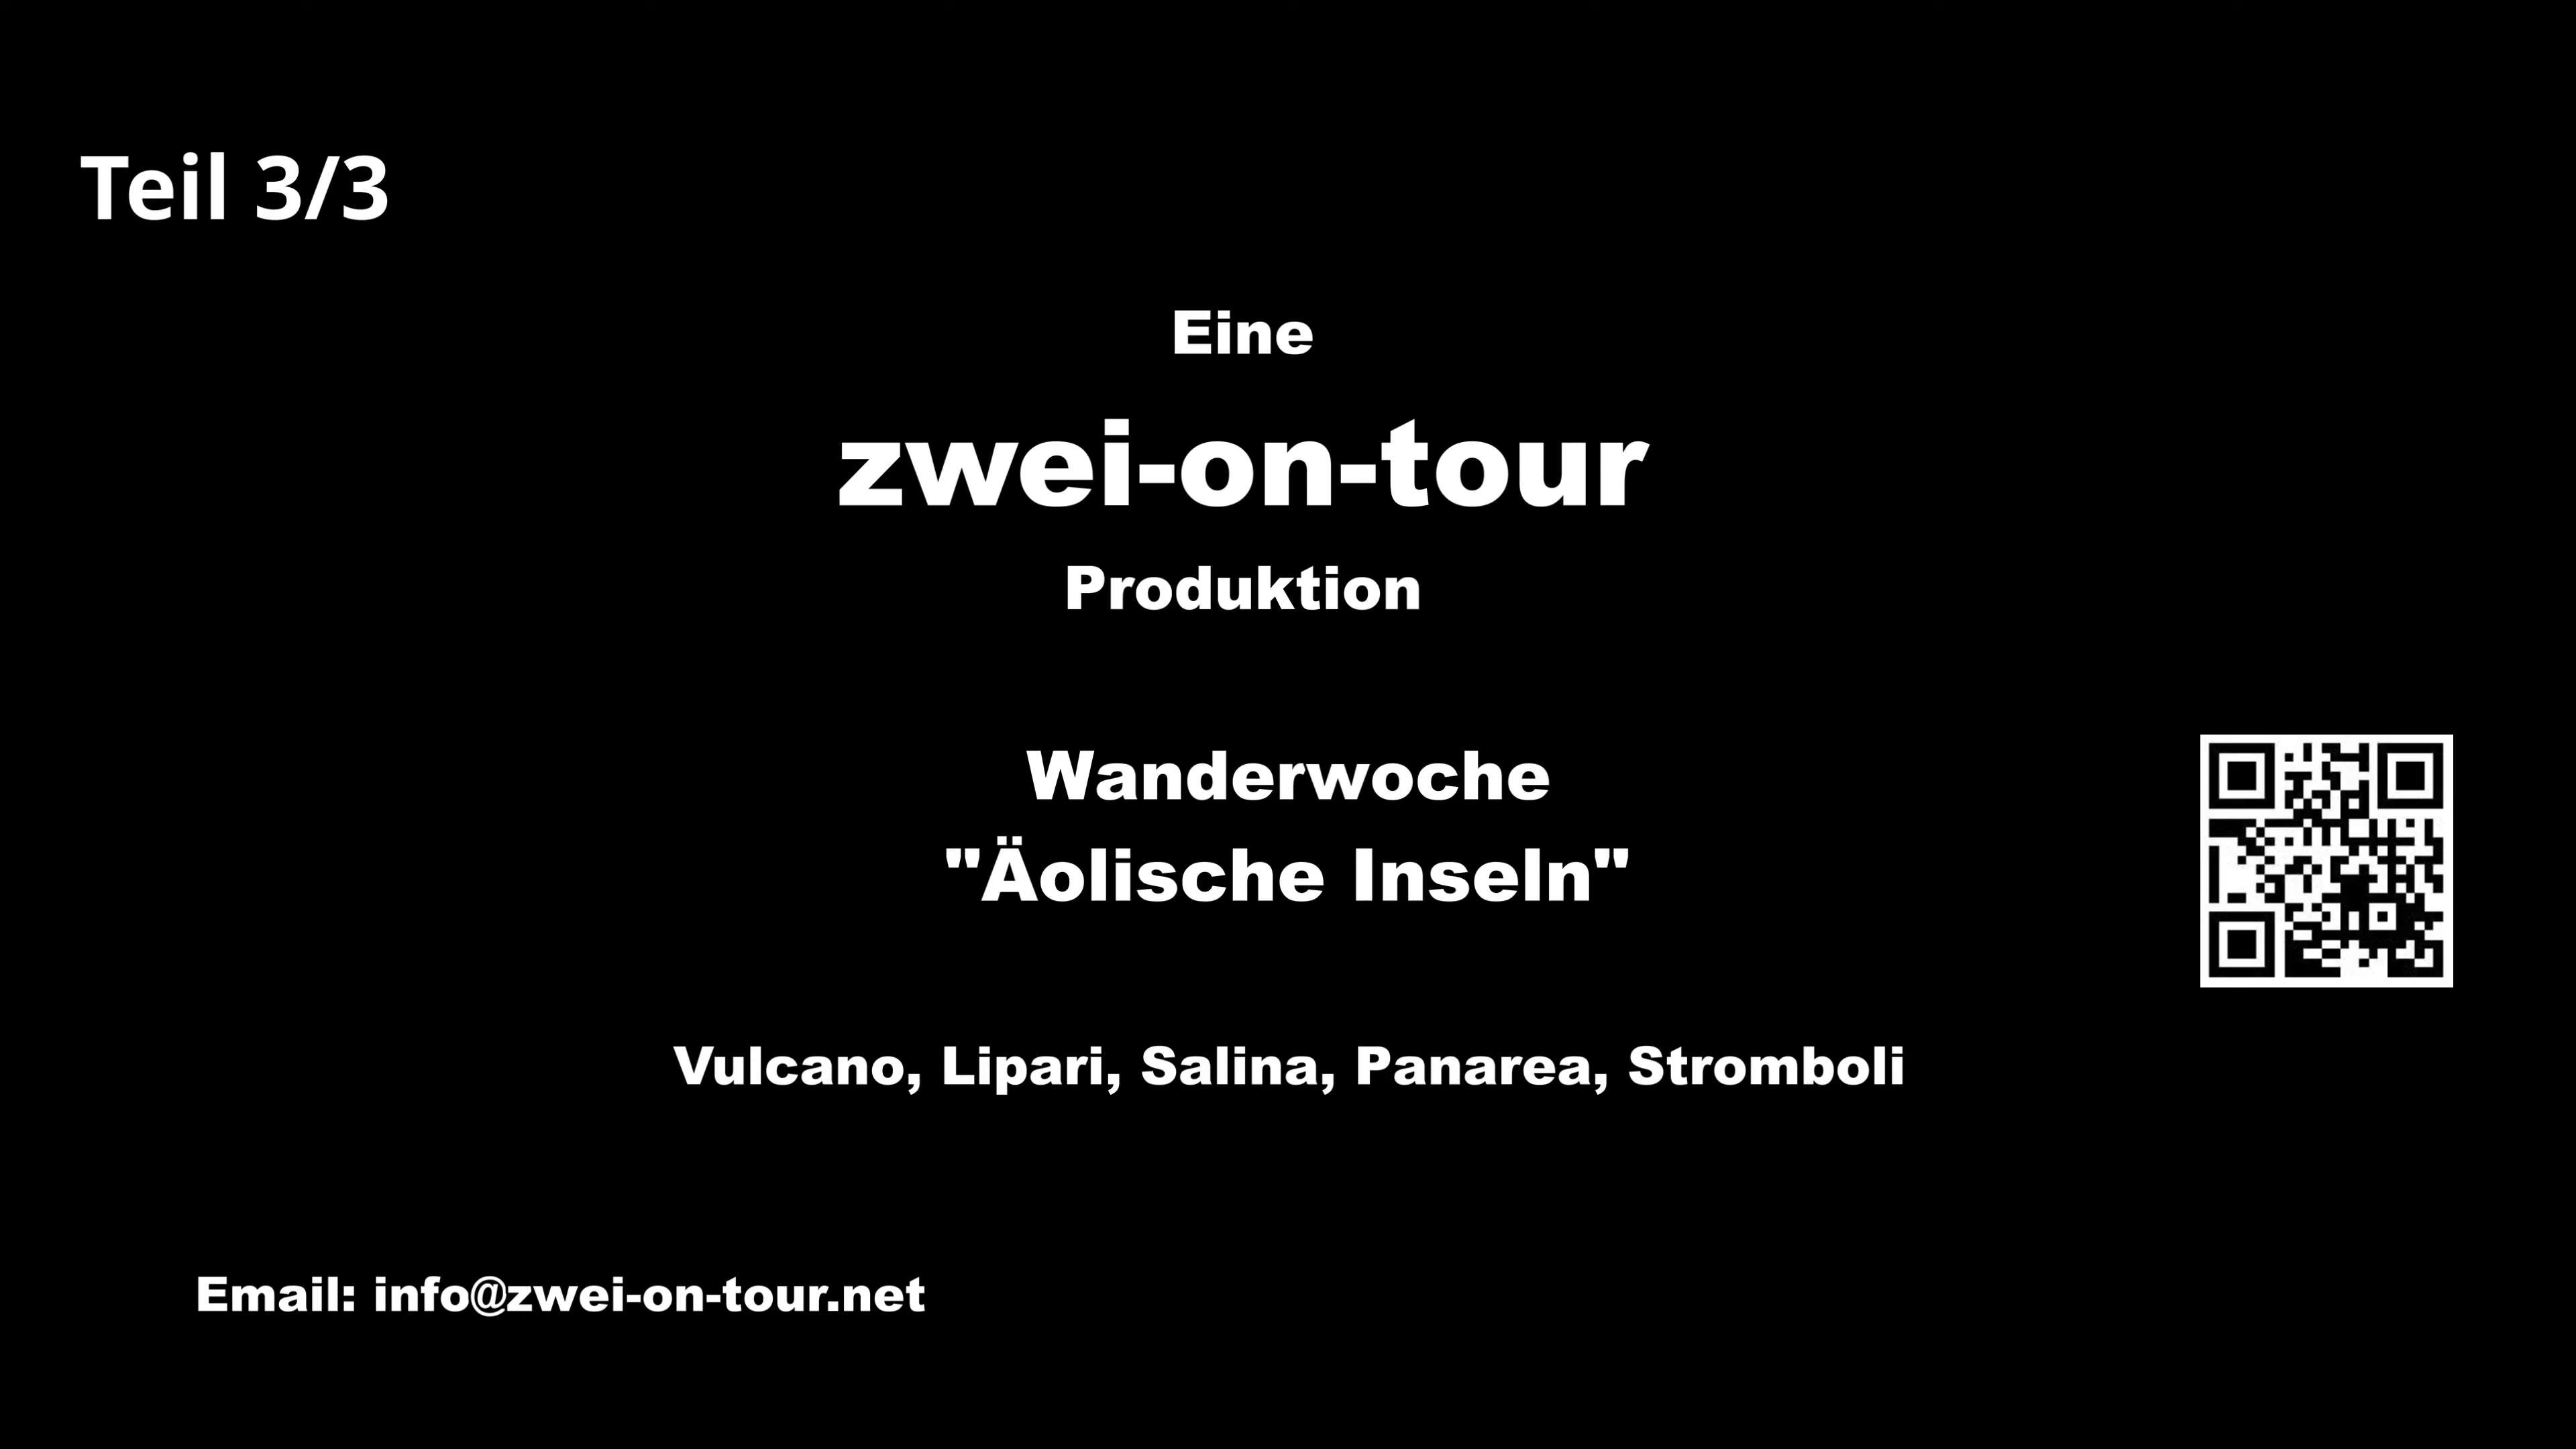 Teil 3/3
Eine
zwei-on-tour
Produktion
Wanderwoche
"Äolische Inseln"
Vulcano, Lipari, Salina, Panarea, Stromboli
Email: info@zwei-on-tour.net